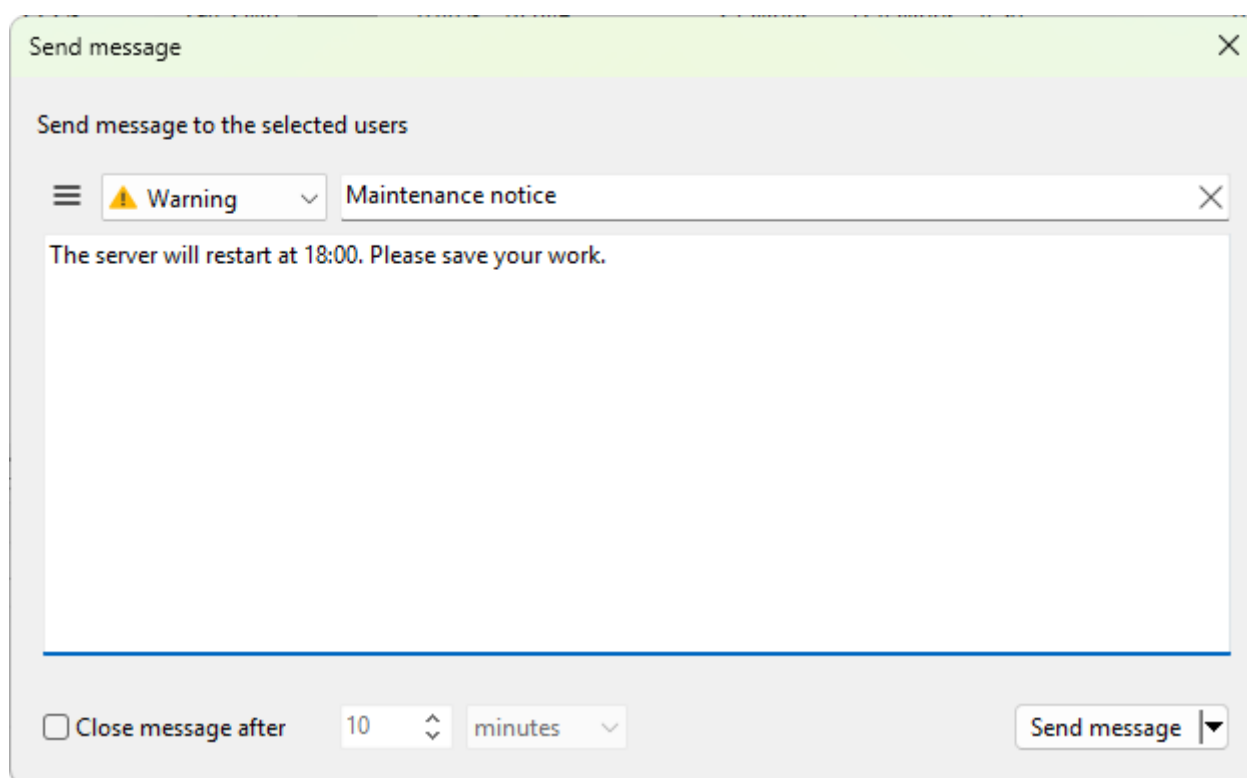 Send message
Send message to the selected users
Warning
Maintenance notice
The server will restart at 18:00. Please save your work.
Close message after
10
minutes
Send message